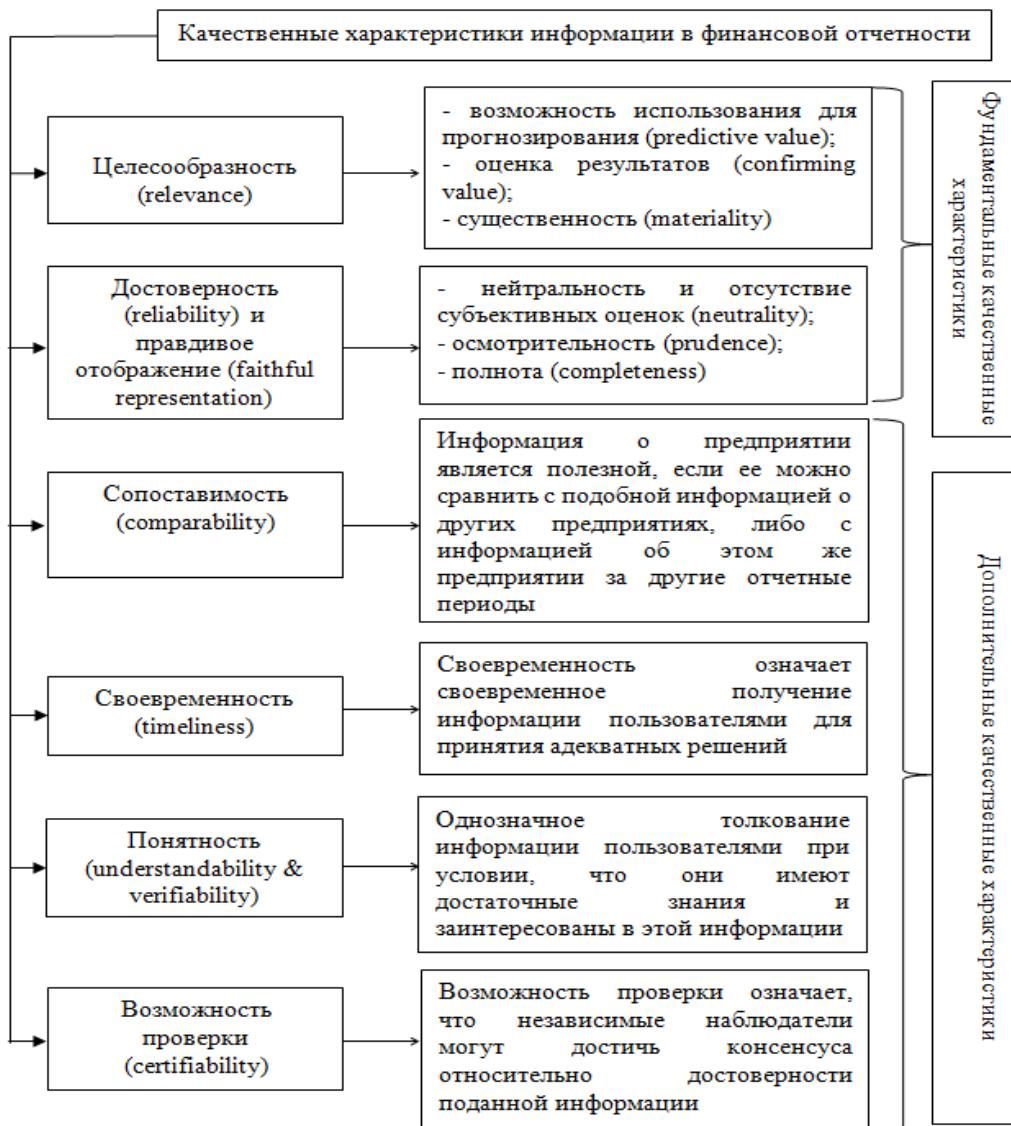 Качественные характеристики информации в финансовой отчетности
Целесообразность
(relevance)
- возможность использования для
прогнозирования (predictive value);
- оценка результатов (confirming
value);
- существенность (materiality)
Фундаментальные качественные
характеристики
Достоверность
(reliability) и
правдивое
отображение (faithful
representation)
- нейтральность и отсутствие
субъективных оценок (neutrality);
- осмотрительность (prudence);
- полнота (completeness)
Сопоставимость
(comparability)
Информация о предприятии
является полезной, если ее можно
сравнить с подобной информацией о
других предприятиях, либо с
информацией об этом же
предприятии за другие отчетные
периоды
Дополнительные качественные характеристики
Своевременность
(timeliness)
Своевременность означает
своевременное получение
информации пользователями для
принятия адекватных решений
Понятность
(understandability &
verifiability)
Однозначное толкование
информации пользователями при
условии, что они имеют
достаточные знания и
заинтересованы в этой информации
Возможность
проверки
(certifiability)
Возможность проверки означает,
что независимые наблюдатели
могут достичь консенсуса
относительно достоверности
поданной информации